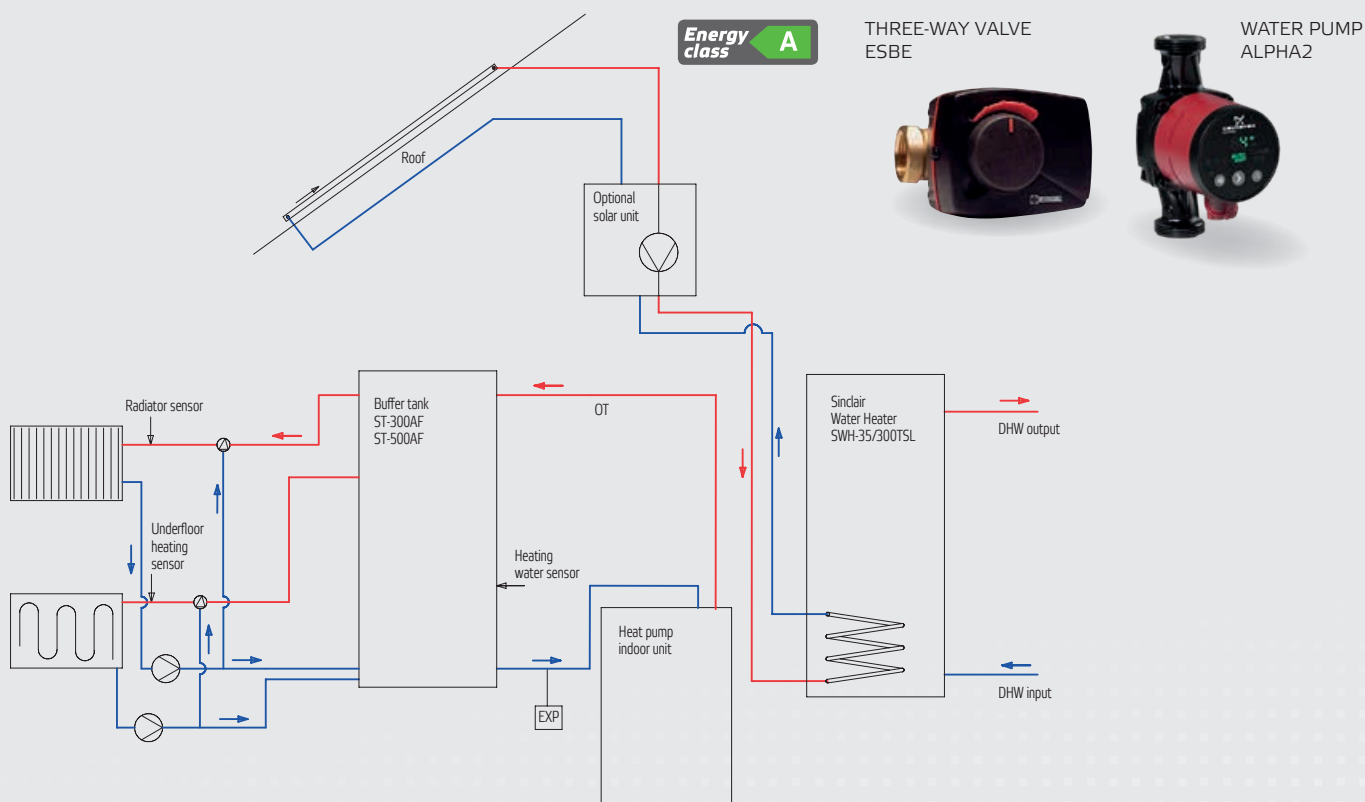 Energy
class
A
THREE-WAY VALVE
ESBE
WATER PUMP
ALPHA2
Roof
Optional
solar unit
Radiator sensor
Buffer tank
ST-300AF
ST-500AF
OT
Sinclair
Water Heater
SWH-35/300TSL
DHW output
Underfloor
heating
sensor
Heating
water sensor
Heat pump
indoor unit
EXP
DHW input